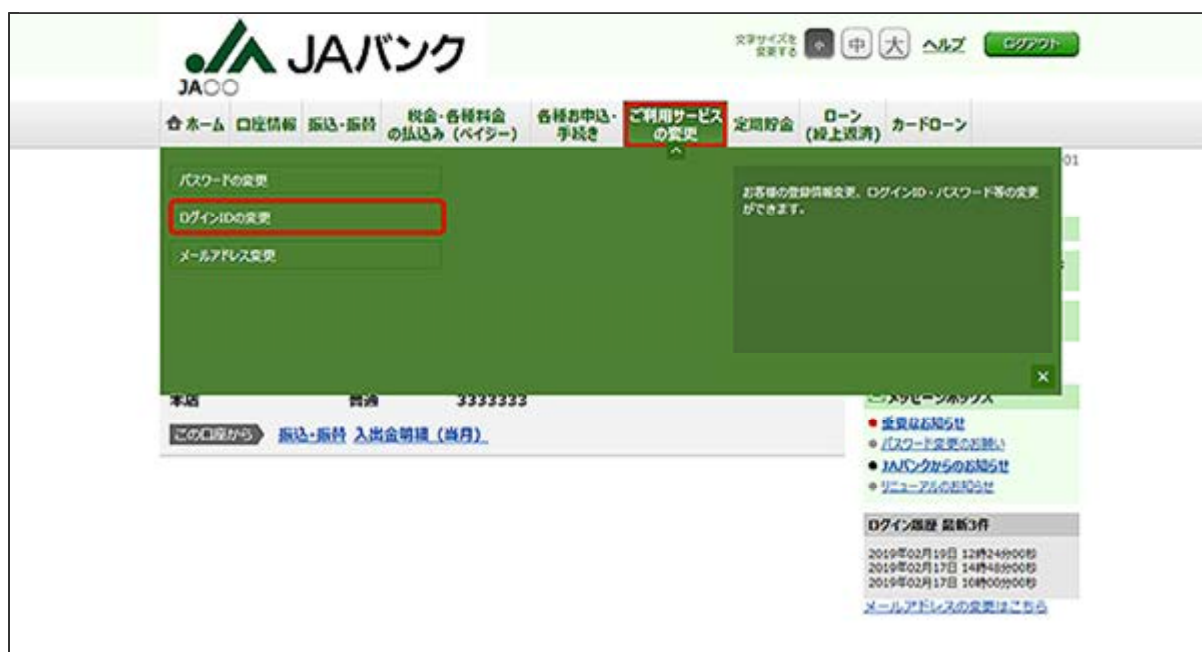 JAバンク
JA〇〇
文字サイズを
変更する
小
中
大
ヘルプ
ログアウト
ホーム
口座情報
振込・振替
税金・各種料金
の払込み（ペイジー）
各種お申込・
手続き
ご利用サービス
の変更
定期貯金
ローン
(繰上返済)
カードローン
01
パスワードの変更
ログインIDの変更
メールアドレス変更
お客様の登録情報変更、ログインID・パスワード等の変更
ができます。
本店 普通 3333333
この口座から 振込・振替 入出金明細（当月）
メッセージボックス
重要なお知らせ
パスワード変更のお願い
JAバンクからのお知らせ
リニューアルのお知らせ
ログイン履歴 最新3件
2019年02月19日 12時24分00秒
2019年02月17日 14時48分00秒
2019年02月17日 10時00分00秒
メールアドレスの変更はこちら